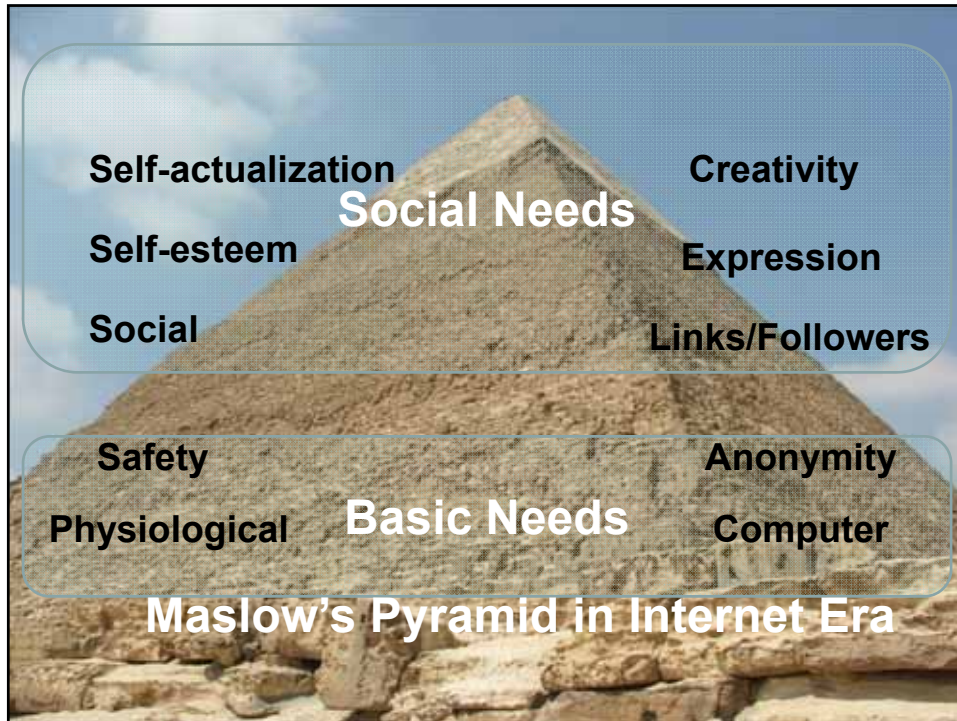 Self-actualization
Creativity
Social Needs
Self-esteem
Expression
Social
Links/Followers
Safety
Anonymity
Basic Needs
Physiological
Computer
Maslow’s Pyramid in Internet Era